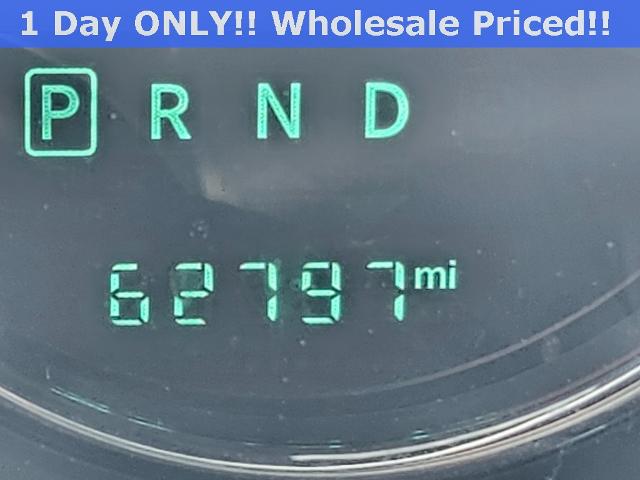 1 Day ONLY!! Wholesale Priced!!
P R N D
62797 mi